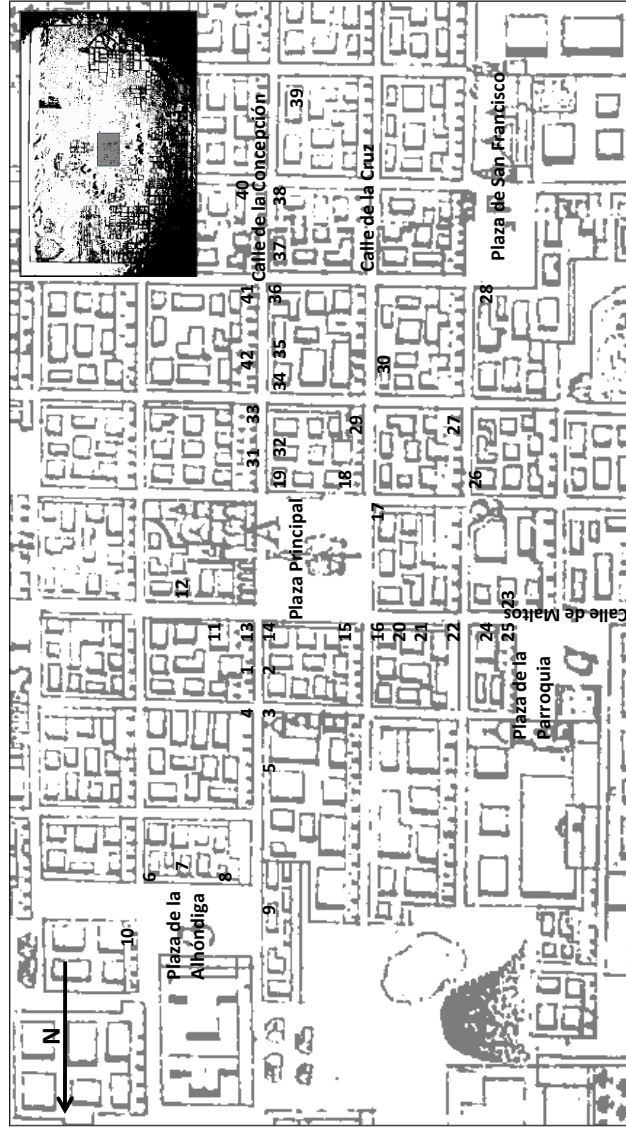 N
10
6
7
12
Plaza de la
Alhondiga
11
8
4 1 13 31 33 42 41 40
Calle de la Concepción
9 5 3 2 14
19 32 34 35 36 37 38
39
Plaza Principal
15 18 29
Calle de la Cruz
16 17 30
20
21
22 27
26
24 28
Plaza de San Francisco
25 23
Calle de Maltos
Plaza de la
Parroquia